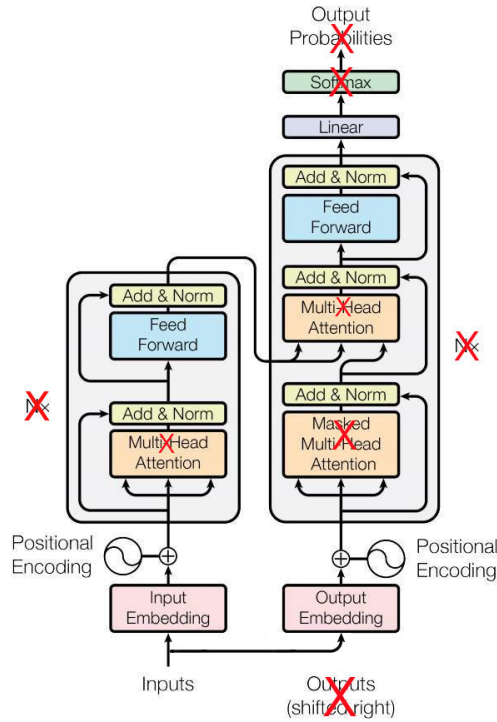 Output
Probabilities
Softmax
Linear
Add & Norm
Feed
Forward
Add & Norm
Multi-Head
Attention
Add & Norm
Masked
Multi-Head
Attention
Nx
Add & Norm
Feed
Forward
Add & Norm
Multi-Head
Attention
Nx
Positional
Encoding
Positional
Encoding
Input
Embedding
Output
Embedding
Inputs
Outputs
(shifted right)